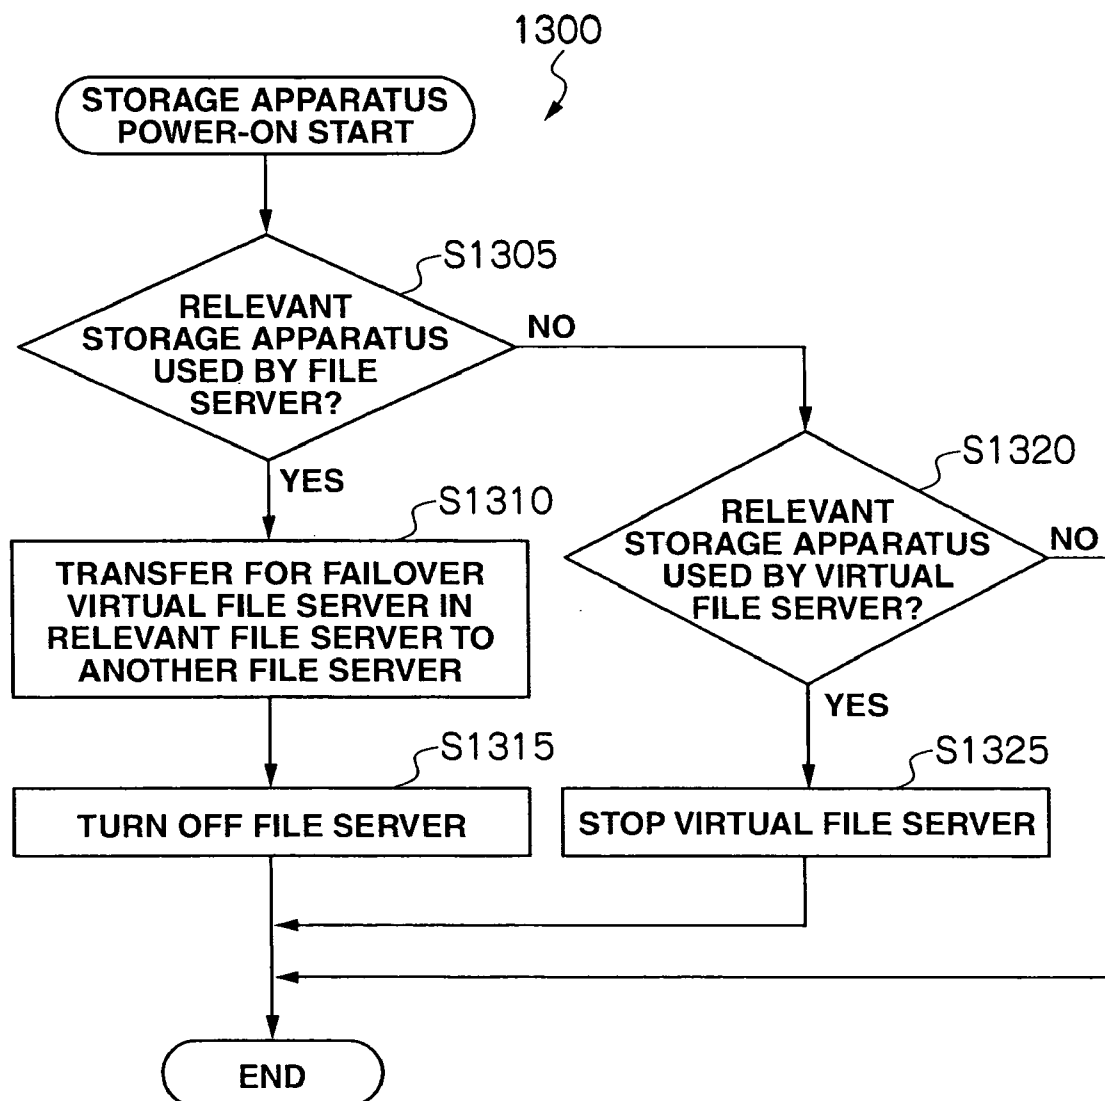 1300
STORAGE APPARATUS
POWER-ON START
S1305
RELEVANT
STORAGE APPARATUS
USED BY FILE
SERVER?
NO
YES
S1310
TRANSFER FOR FAILOVER
VIRTUAL FILE SERVER IN
RELEVANT FILE SERVER TO
ANOTHER FILE SERVER
S1315
TURN OFF FILE SERVER
S1320
RELEVANT
STORAGE APPARATUS
USED BY VIRTUAL
FILE SERVER?
NO
YES
S1325
STOP VIRTUAL FILE SERVER
END